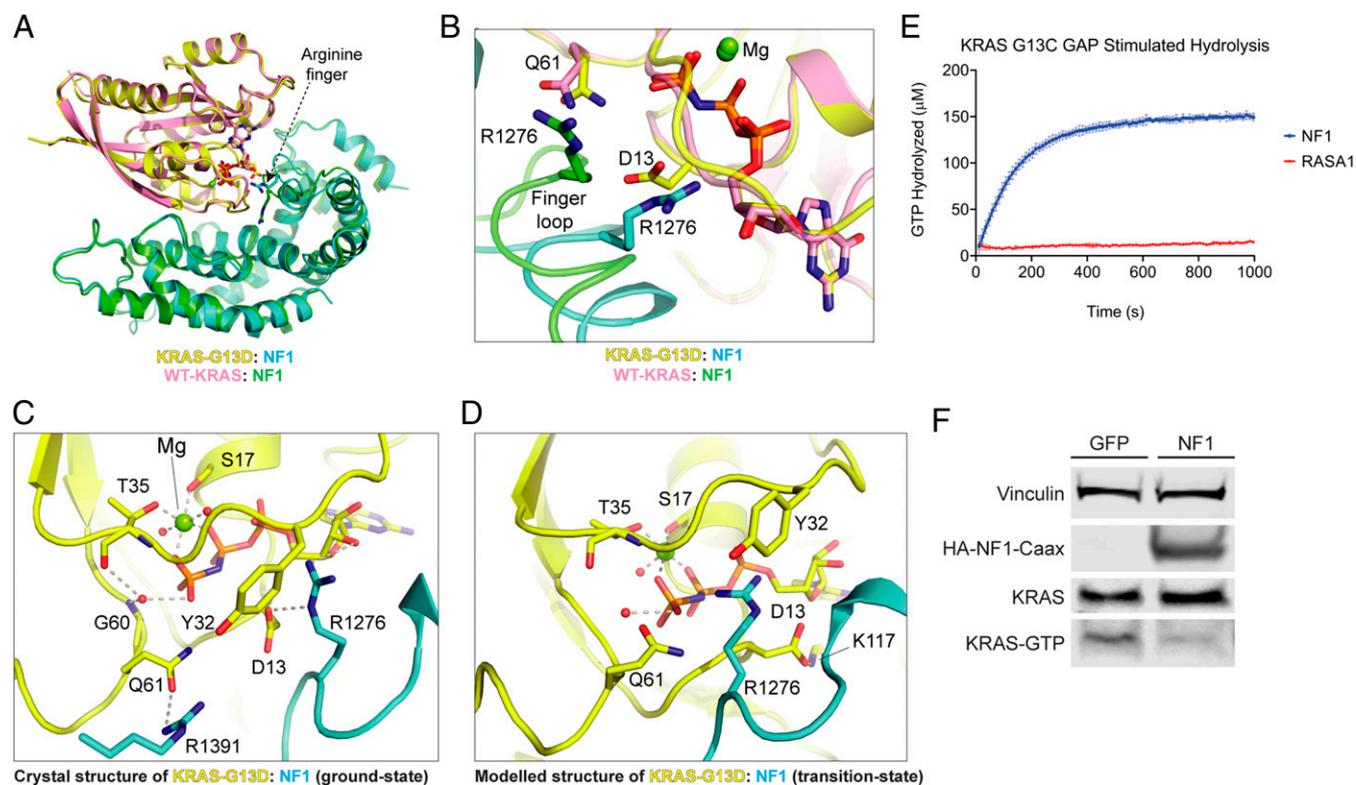 A
Arginine
finger
KRAS-G13D: NF1
WT-KRAS: NF1
B
Mg
Q61
R1276
D13
Finger
loop
R1276
KRAS-G13D: NF1
WT-KRAS: NF1
E
KRAS G13C GAP Stimulated Hydrolysis
GTP Hydrolyzed (μM)
200
150
100
50
0
0
200
400
600
800
1000
Time (s)
NF1
RASA1
C
Mg
S17
T35
G60
Y32
R1276
D13
Q61
R1391
Crystal structure of KRAS-G13D: NF1 (ground-state)
D
S17
T35
Y32
D13
K117
Q61
R1276
Modelled structure of KRAS-G13D: NF1 (transition-state)
F
GFP NF1
Vinculin
HA-NF1-Caax
KRAS
KRAS-GTP